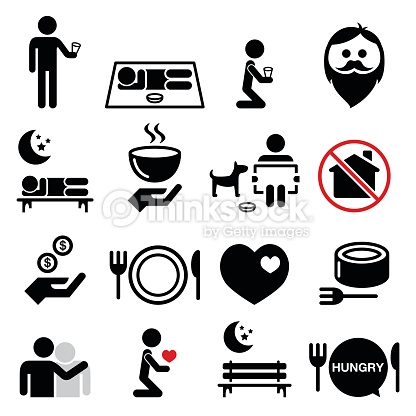 Thinkstock
by Getty Images
$
$
HUNGRY